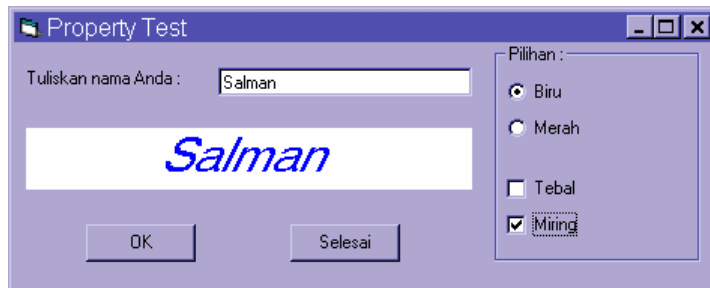 Property Test
Tuliskan nama Anda :
Salman
Salman
OK
Selesai
Pilihan :
Biru
Merah
Tebal
Miring